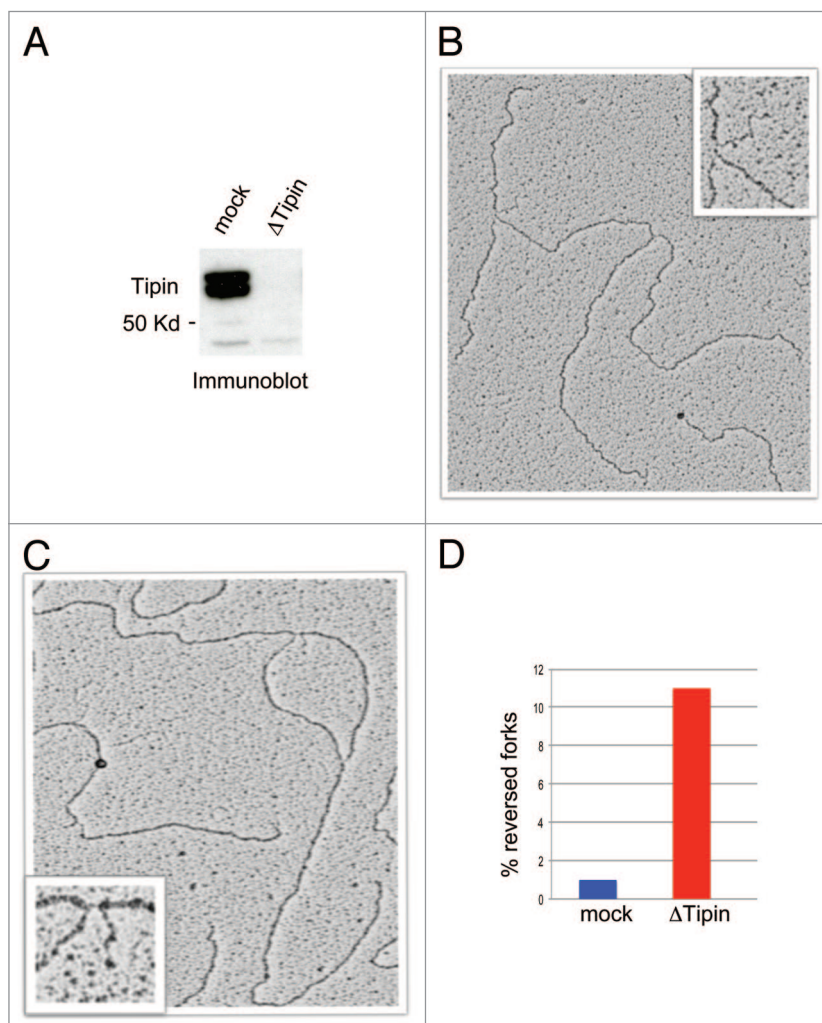 A
mock
ΔTipin
Tipin
50 Kd -
Immunoblot
B
C
D
% reversed forks
12
10
8
6
4
2
0
mock
ΔTipin